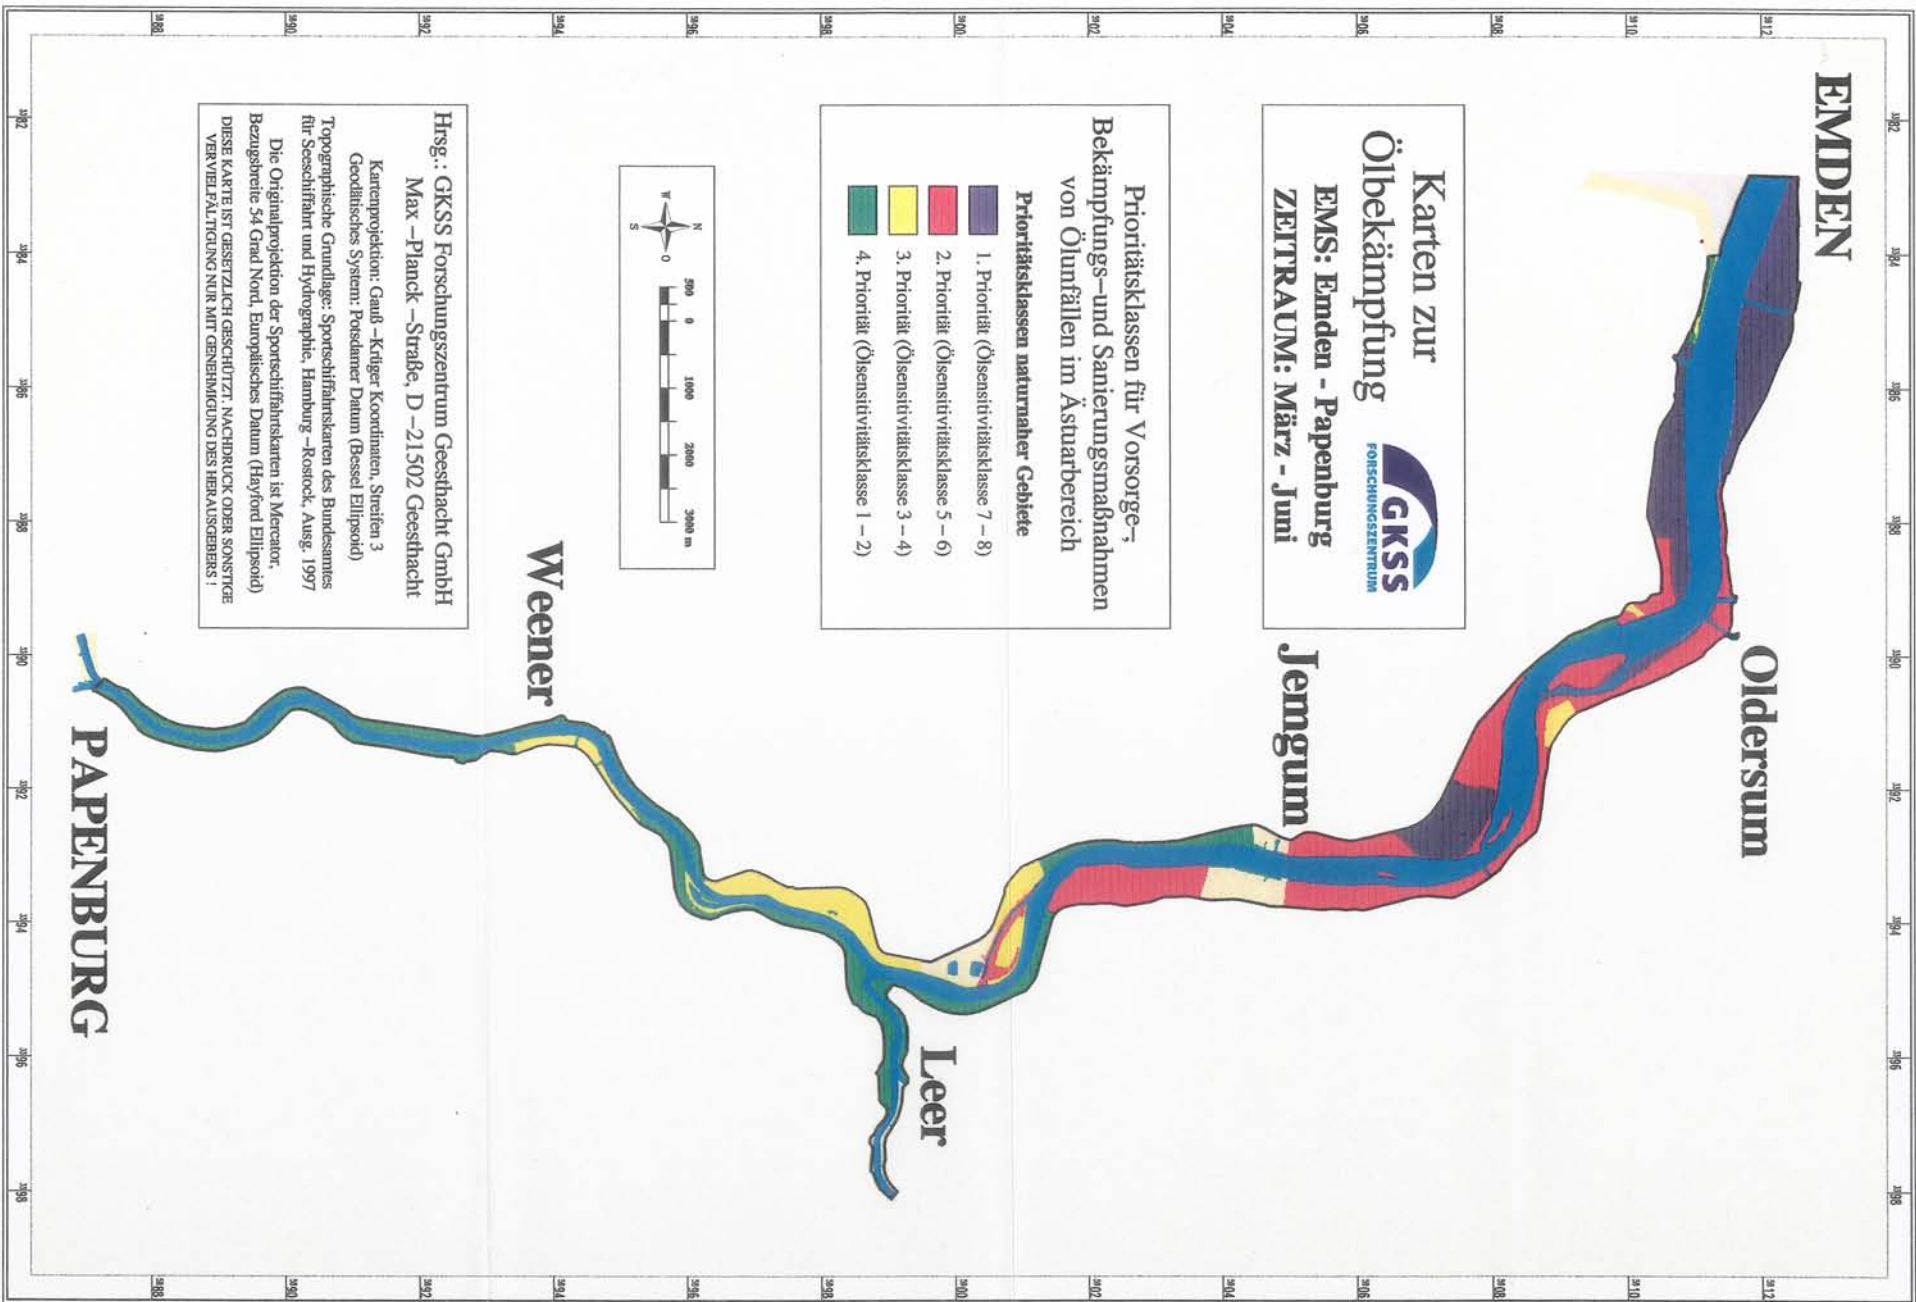 EMDEN
Oldersum
Karten zur
Ölbekämpfung
GKSS
FORSCHUNGSZENTRUM
EMS: Emden - Papenburg
ZEITRAUM: März - Juni
Jemgum
Prioritätsklassen für Vorsorge–,
Bekämpfungs–und Sanierungsmaßnahmen
von Ölunfällen im Ästuarbereich
Prioritätsklassen naturnaher Gebiete
1. Priorität (Ölsensitivitätsklasse 7 – 8)
2. Priorität (Ölsensitivitätsklasse 5 – 6)
3. Priorität (Ölsensitivitätsklasse 3 – 4)
4. Priorität (Ölsensitivitätsklasse 1 – 2)
Leer
N
W
O
S
500 0 1000 2000 3000 m
Weener
Hrsg.: GKSS Forschungszentrum Geesthacht GmbH
Max –Planck –Straße, D –21502 Geesthacht
Kartenprojektion: Gauß –Krüger Koordinaten, Streifen 3
Geodätisches System: Potsdamer Datum (Bessel Ellipsoid)
Topographische Grundlage: Sportschiffahrtskarten des Bundesamtes
für Seeschiffahrt und Hydrographie, Hamburg –Rostock, Ausg. 1997
Die Originalprojektion der Sportschiffahrtskarten ist Mercator,
Bezugsbreite 54 Grad Nord, Europäisches Datum (Hayford Ellipsoid)
DIESE KARTE IST GESETZLICH GESCHÜTZT. NACHDRUCK ODER SONSTIGE
VERVIELFÄLTIGUNG NUR MIT GENEHMIGUNG DES HERAUSGEBERS !
PAPENBURG